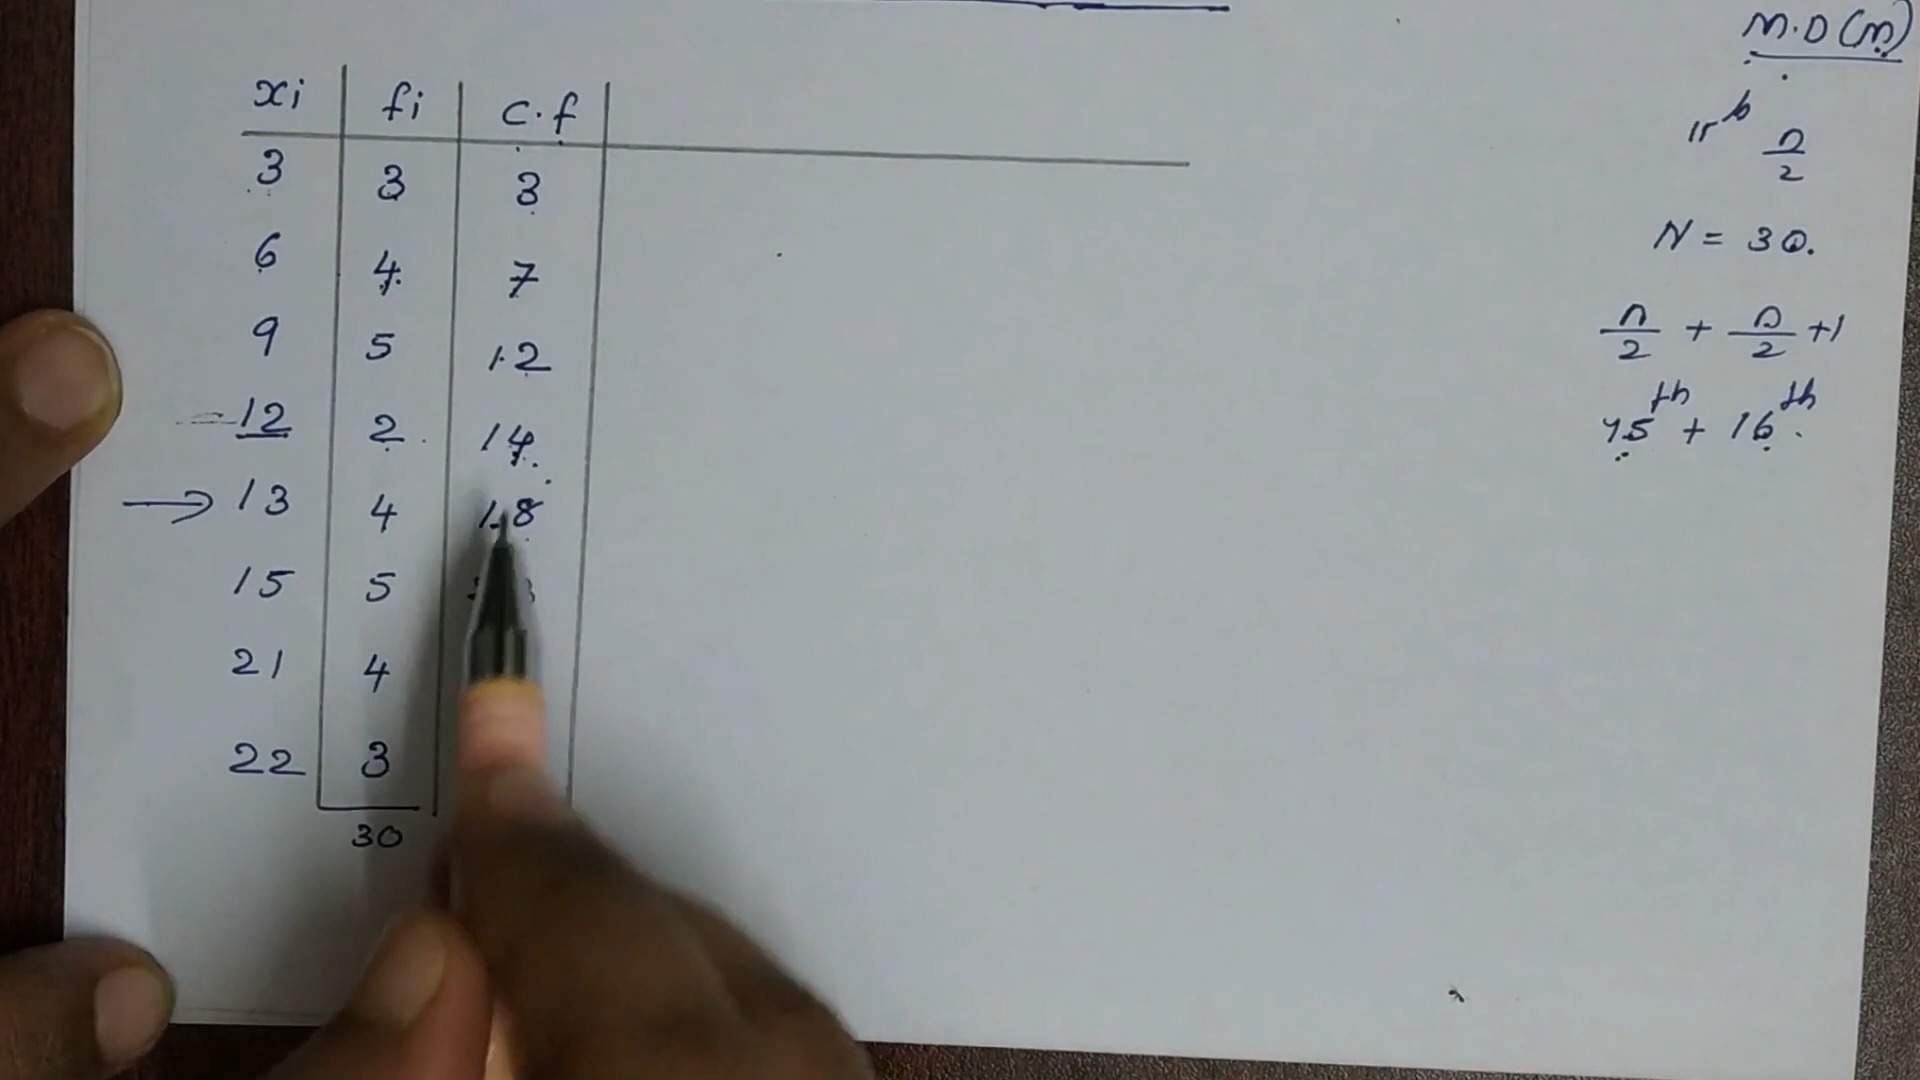 M.D(M)
xi fi c.f
n/2
3 3 3
N = 30.
6 4 7
n/2 + n/2 +1
9 5 12
15th + 16th.
12 2 14
→ 13 4 18
15 5
21 4
22 3
30